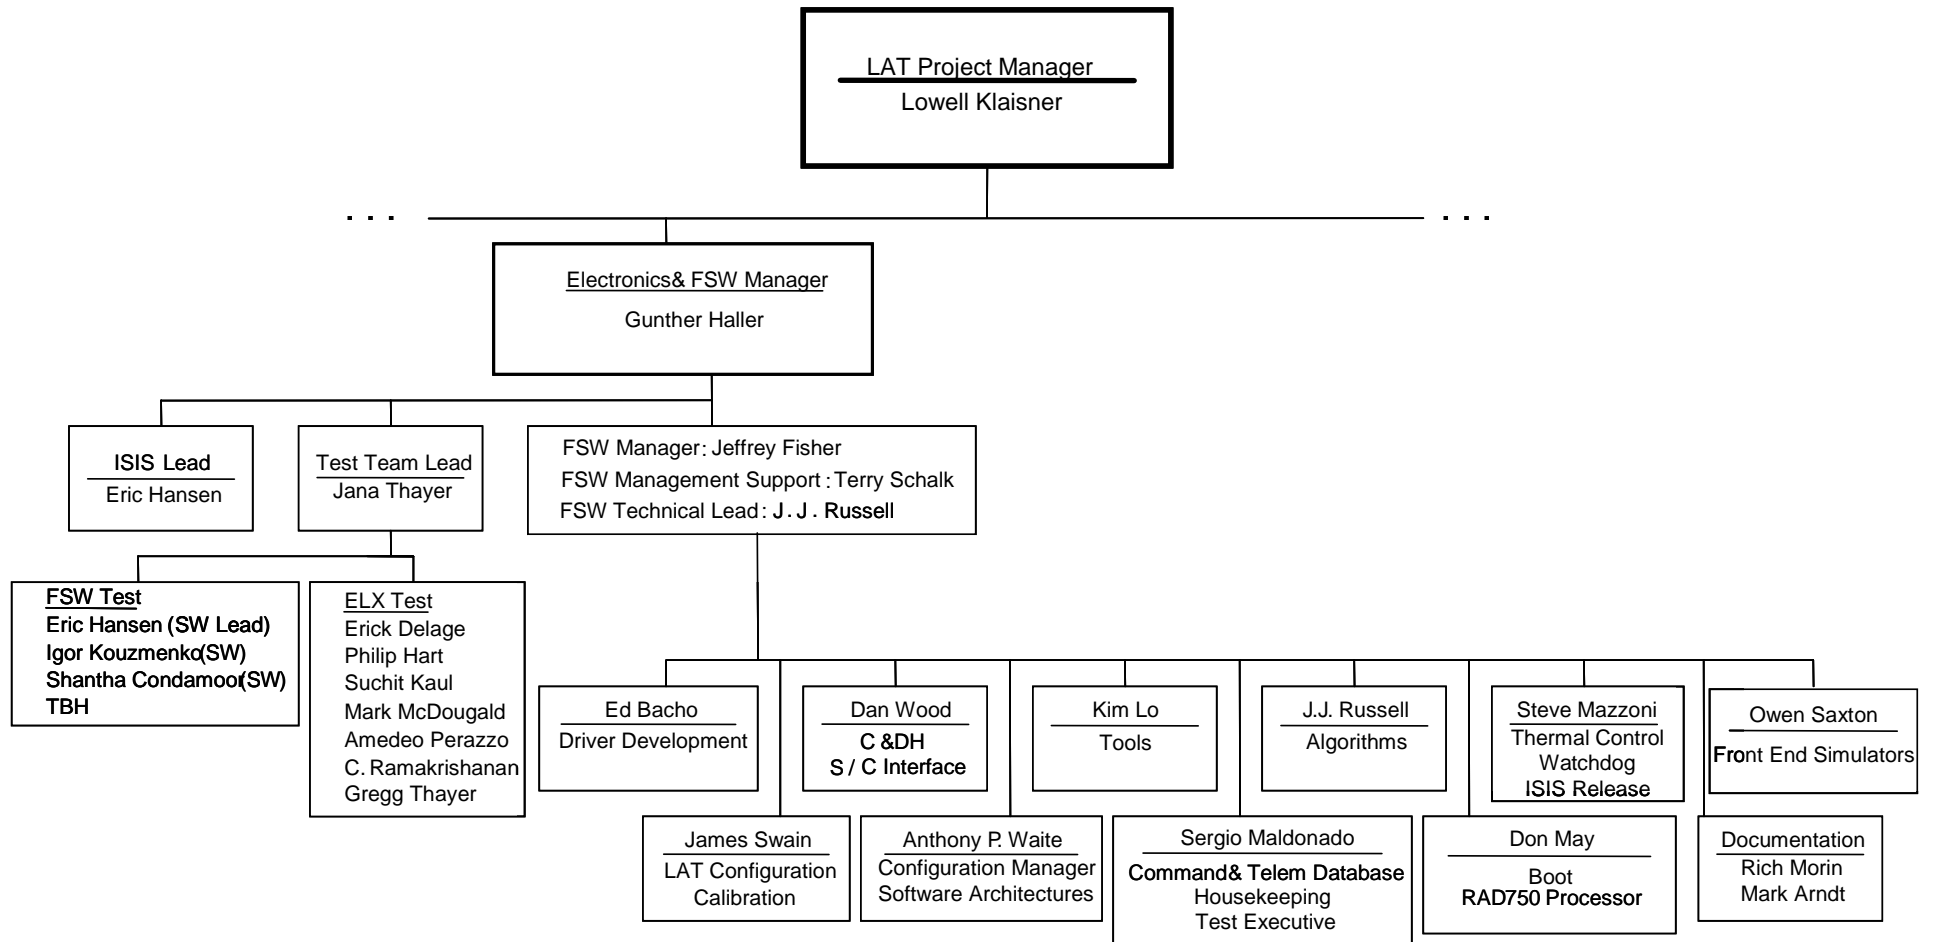 LAT Project Manager
Lowell Klaisner
. . .
. . .
Electronics& FSW Manager
Gunther Haller
ISIS Lead
Eric Hansen
Test Team Lead
Jana Thayer
FSW Manager: Jeffrey Fisher
FSW Management Support : Terry Schalk
FSW Technical Lead: J. J. Russell
FSW Test
Eric Hansen (SW Lead)
Igor Kouzmenko(SW)
Shantha Condamoor(SW)
TBH
ELX Test
Erick Delage
Philip Hart
Suchit Kaul
Mark McDougald
Amedeo Perazzo
C. Ramakrishanan
Gregg Thayer
Ed Bacho
Driver Development
Dan Wood
C &DH
S / C Interface
Kim Lo
Tools
J.J. Russell
Algorithms
Steve Mazzoni
Thermal Control
Watchdog
ISIS Release
Owen Saxton
Front End Simulators
James Swain
LAT Configuration
Calibration
Anthony P. Waite
Configuration Manager
Software Architectures
Sergio Maldonado
Command& Telem Database
Housekeeping
Test Executive
Don May
Boot
RAD750 Processor
Documentation
Rich Morin
Mark Arndt